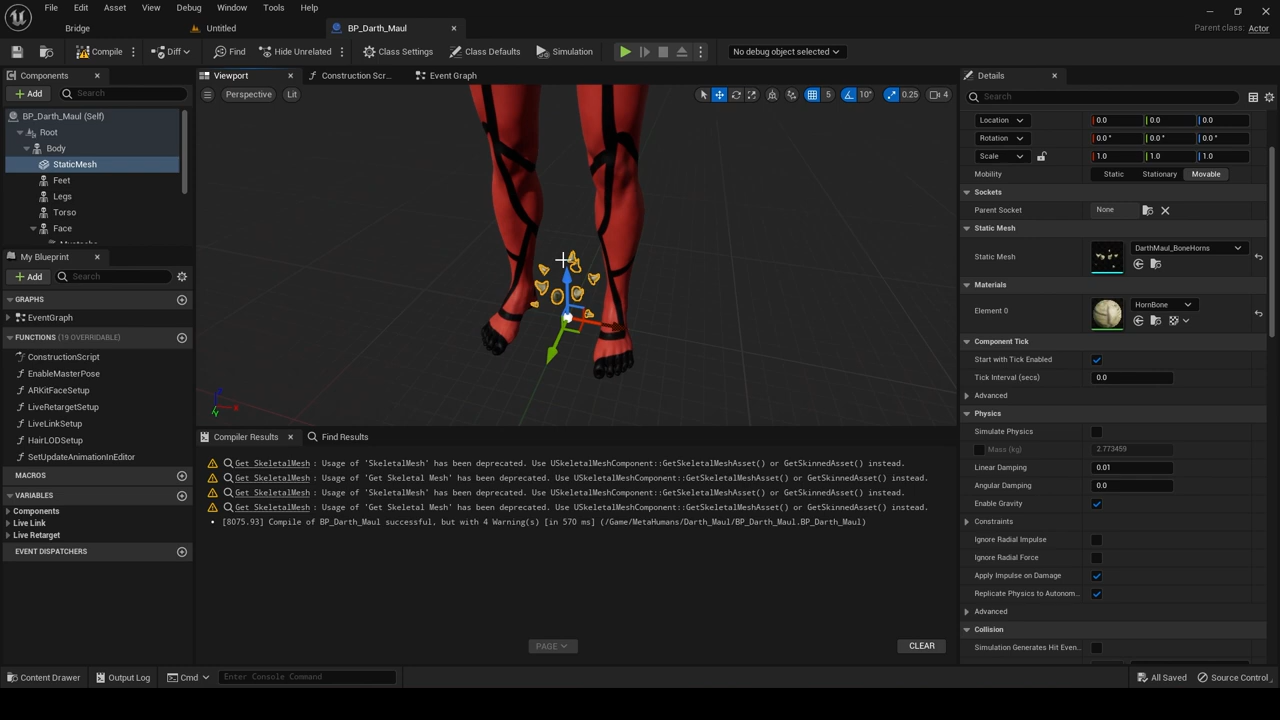 File Edit Asset View Debug Window Tools Help
Bridge Untitled BP_Darth_Maul Parent class: Actor
Compile Diff Find Hide Unrelated Class Settings Class Defaults Simulation No debug object selected
Components
Add Search
BP_Darth_Maul (Self)
Root
Body
StaticMesh
Feet
Legs
Torso
Face
My Blueprint
Add Search
GRAPHS
EventGraph
FUNCTIONS (19 OVERRIDABLE)
ConstructionScript
EnableMasterPose
ARKitFaceSetup
LiveRetargetSetup
LiveLinkSetup
HairLODSetup
SetUpdateAnimationInEditor
MACROS
VARIABLES
Components
Live Link
Live Retarget
EVENT DISPATCHERS
Viewport Construction Scr... Event Graph
Perspective Lit 5 10° 0.25 4
Compiler Results Find Results
Get SkeletalMesh : Usage of 'SkeletalMesh' has been deprecated. Use USkeletalMeshComponent::GetSkeletalMeshAsset() or GetSkinnedAsset() instead.
Get SkeletalMesh : Usage of 'Get Skeletal Mesh' has been deprecated. Use USkeletalMeshComponent::GetSkeletalMeshAsset() or GetSkinnedAsset() instead.
Get SkeletalMesh : Usage of 'SkeletalMesh' has been deprecated. Use USkeletalMeshComponent::GetSkeletalMeshAsset() or GetSkinnedAsset() instead.
Get SkeletalMesh : Usage of 'Get Skeletal Mesh' has been deprecated. Use USkeletalMeshComponent::GetSkeletalMeshAsset() or GetSkinnedAsset() instead.
[8075.93] Compile of BP_Darth_Maul successful, but with 4 Warning(s) [in 570 ms] (/Game/MetaHumans/Darth_Maul/BP_Darth_Maul.BP_Darth_Maul)
PAGE CLEAR
Details
Search
Location 0.0 0.0 0.0
Rotation 0.0 ° 0.0 ° 0.0 °
Scale 1.0 1.0 1.0
Mobility Static Stationary Movable
Sockets
Parent Socket None
Static Mesh
Static Mesh DarthMaul_BoneHorns
Materials
Element 0 HornBone
Component Tick
Start with Tick Enabled
Tick Interval (secs) 0.0
Advanced
Physics
Simulate Physics
Mass (kg) 2.773459
Linear Damping 0.01
Angular Damping 0.0
Enable Gravity
Constraints
Ignore Radial Impulse
Ignore Radial Force
Apply Impulse on Damage
Replicate Physics to Autonom...
Advanced
Collision
Simulation Generates Hit Even...
Content Drawer Output Log Cmd Enter Console Command All Saved Source Control